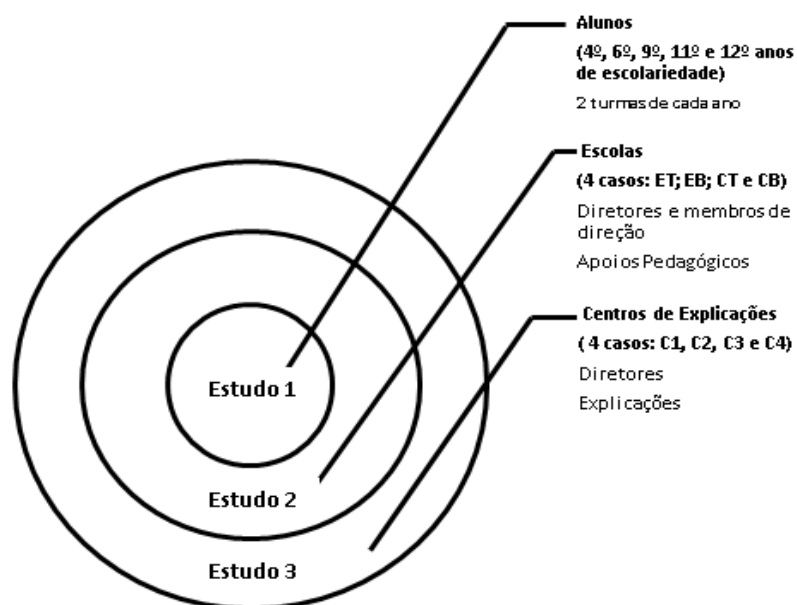 Alunos
(4º, 6º, 9º, 11º e 12º anos
de escolariedade)
2 turmas de cada ano
Escolas
(4 casos: ET; EB; CT e CB)
Diretores e membros de
direção
Apoios Pedagógicos
Centros de Explicações
( 4 casos: C1, C2, C3 e C4)
Diretores
Explicações
Estudo 1
Estudo 2
Estudo 3